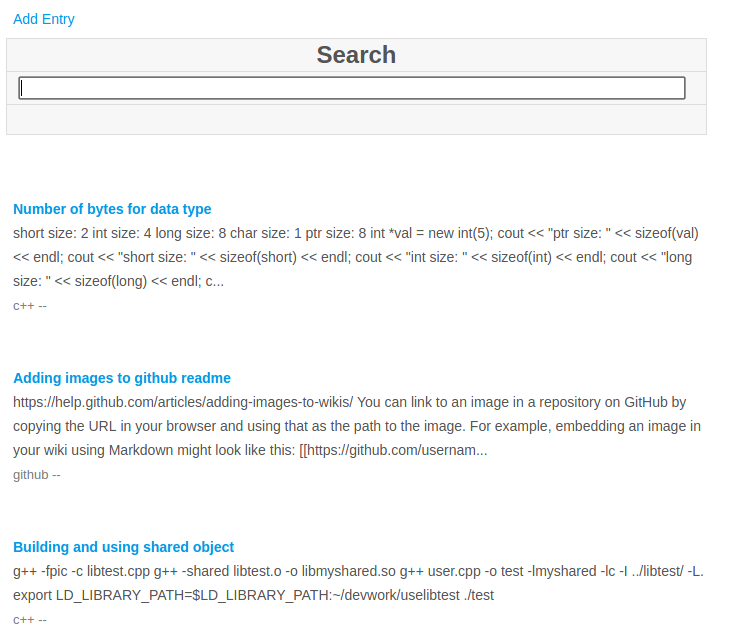 Add Entry
Search
Number of bytes for data type
short size: 2 int size: 4 long size: 8 char size: 1 ptr size: 8 int *val = new int(5); cout << "ptr size: " << sizeof(val)
<< endl; cout << "short size: " << sizeof(short) << endl; cout << "int size: " << sizeof(int) << endl; cout << "long
size: " << sizeof(long) << endl; c...
c++ --
Adding images to github readme
https://help.github.com/articles/adding-images-to-wikis/ You can link to an image in a repository on GitHub by
copying the URL in your browser and using that as the path to the image. For example, embedding an image in
your wiki using Markdown might look like this: [[https://github.com/usernam...
github --
Building and using shared object
g++ -fpic -c libtest.cpp g++ -shared libtest.o -o libmyshared.so g++ user.cpp -o test -lmyshared -lc -I ../libtest/ -L.
export LD_LIBRARY_PATH=$LD_LIBRARY_PATH:~/devwork/uselibtest ./test
c++ --